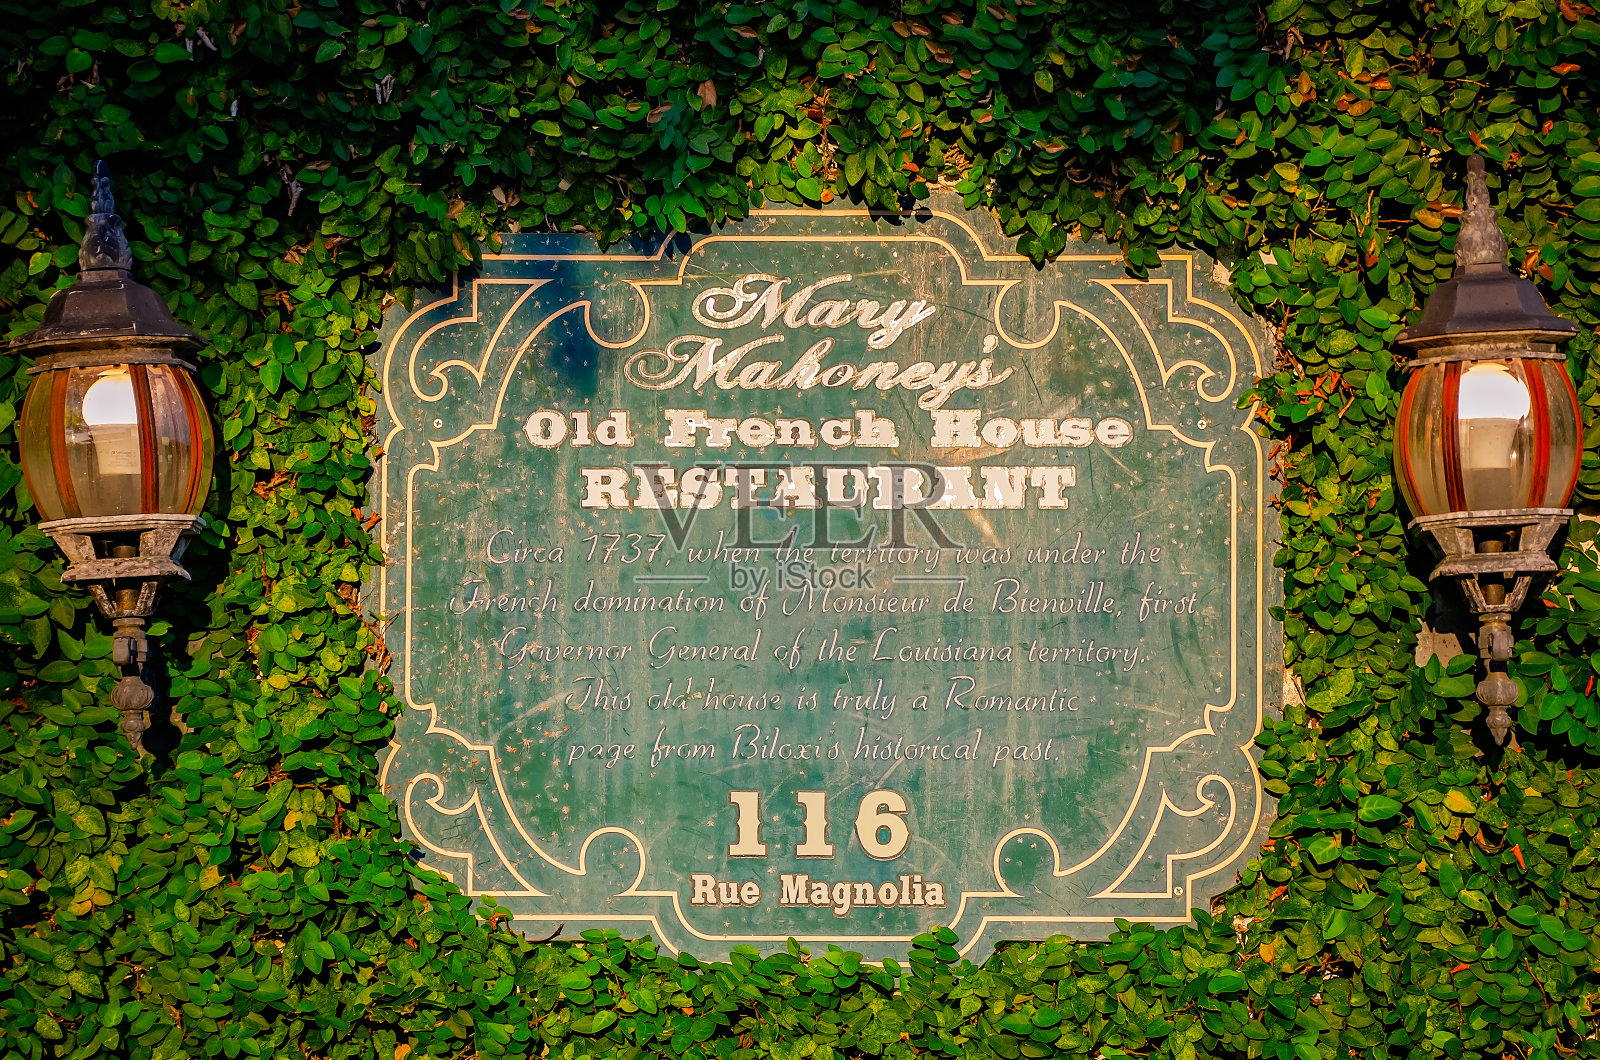 Mary
Mahoney's
Old French House
RESTAURANT
Circa 1737, when the territory was under the
French domination of Monsieur de Bienville, first
Governor General of the Louisiana territory.
This old house is truly a Romantic
page from Biloxi's historical past.
116
Rue Magnolia
VEER
by iStock